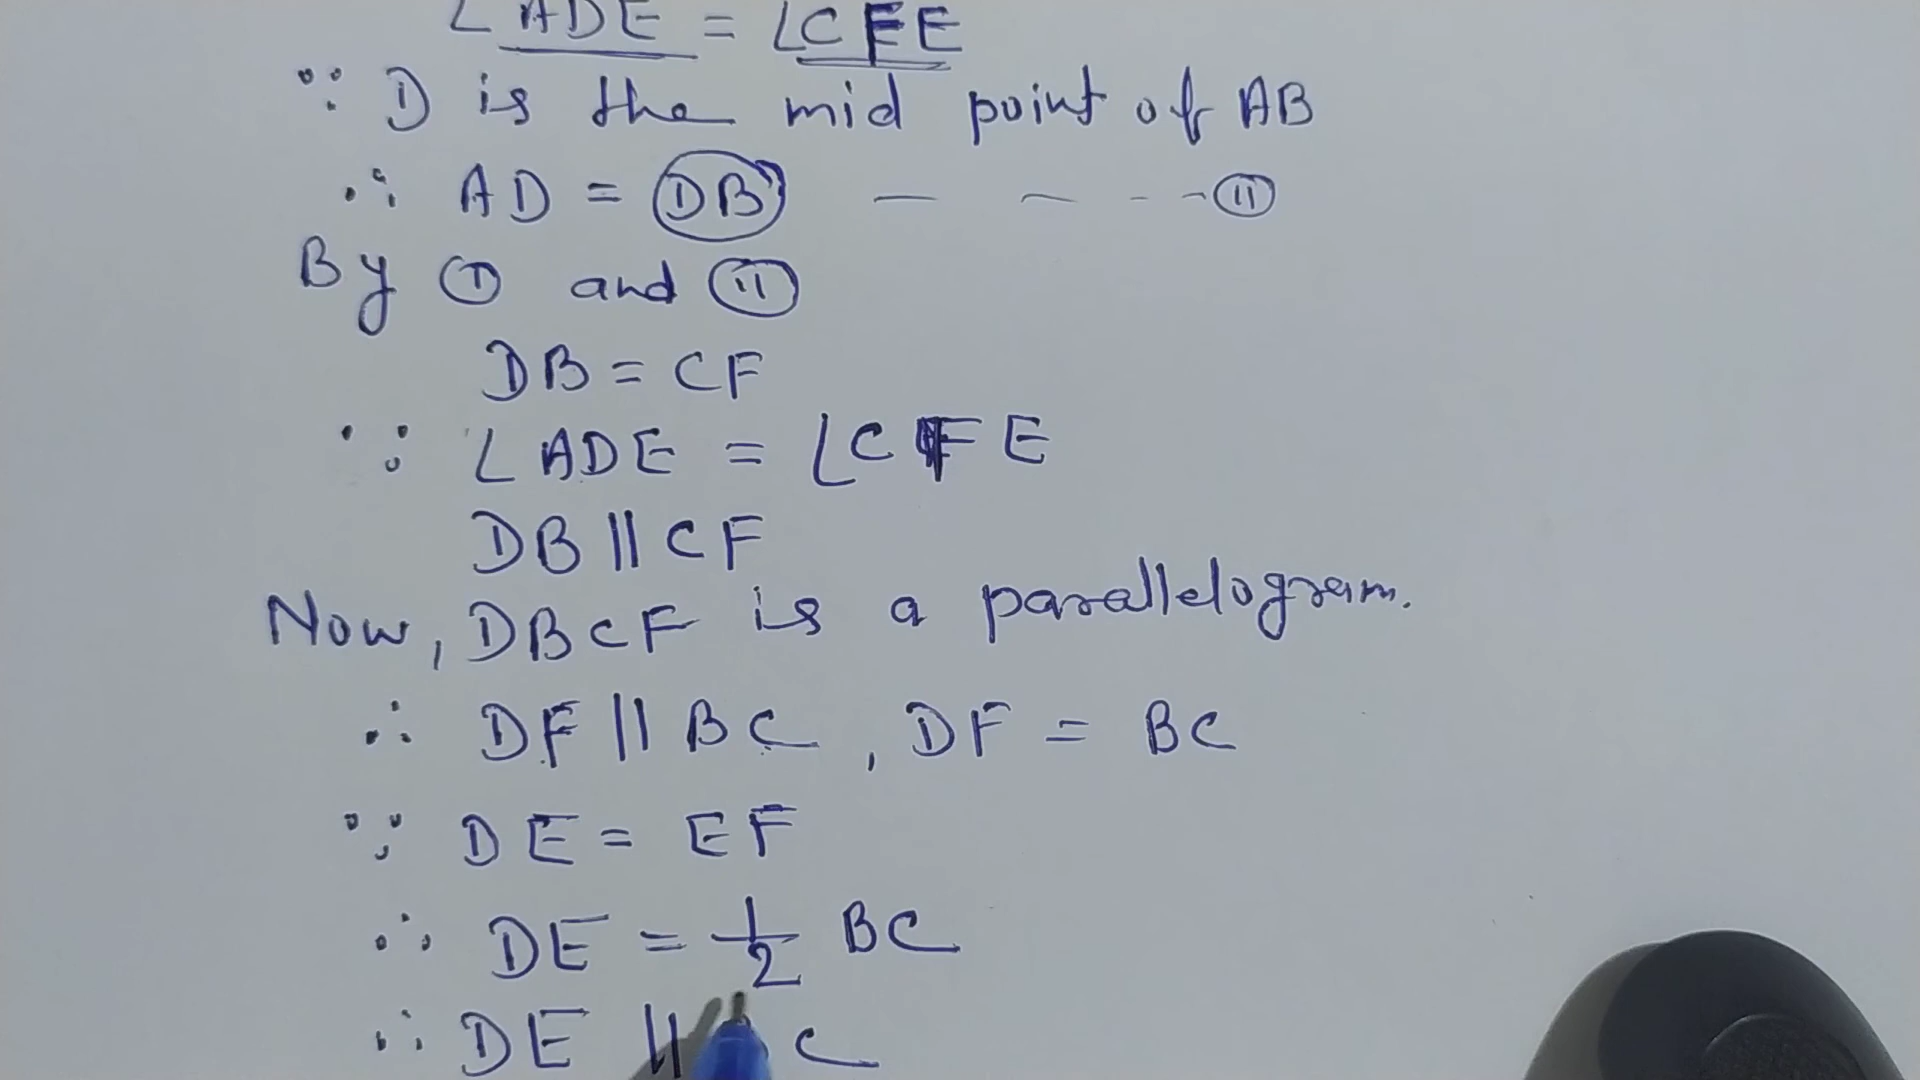 ∠ADE = ∠CFE
∵ D is the mid point of AB
∴ AD = DB — - - - - (II)
By (I) and (II)
DB = CF
∵ ∠ADE = ∠CFE
DB || CF
Now, DBCF is a parallelogram.
∴ DF || BC, DF = BC
∵ DE = EF
∴ DE = 1/2 BC
∴ DE || BC